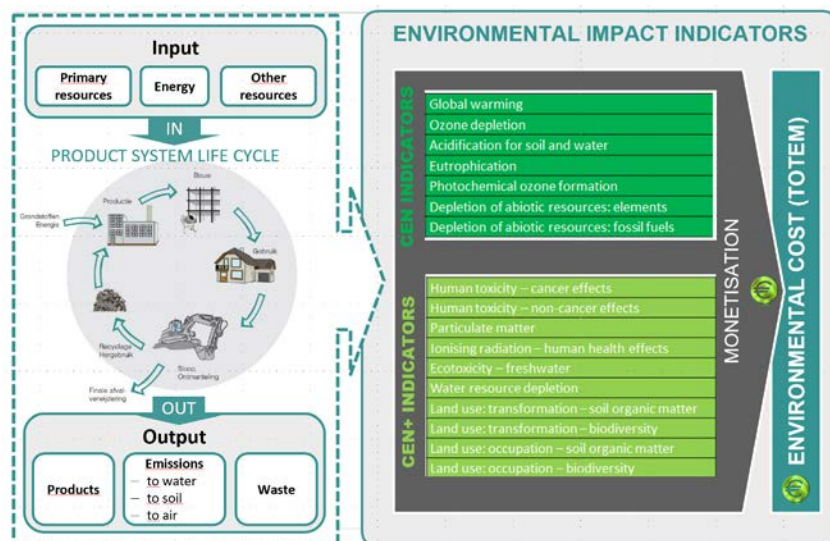 Input
Primary
resources
Energy
Other
resources
IN
PRODUCT SYSTEM LIFE CYCLE
Bouw
Productie
Grondstoffen
Energie
Gebruik
Recyclage
Hergebruik
Sloop
Ontmanteling
Finale afval-
verwijdering
OUT
Output
Products
Emissions
– to water
– to soil
– to air
Waste
ENVIRONMENTAL IMPACT INDICATORS
CEN INDICATORS
Global warming
Ozone depletion
Acidification for soil and water
Eutrophication
Photochemical ozone formation
Depletion of abiotic resources: elements
Depletion of abiotic resources: fossil fuels
CEN+ INDICATORS
Human toxicity – cancer effects
Human toxicity – non-cancer effects
Particulate matter
Ionising radiation – human health effects
Ecotoxicity – freshwater
Water resource depletion
Land use: transformation – soil organic matter
Land use: transformation – biodiversity
Land use: occupation – soil organic matter
Land use: occupation – biodiversity
MONETISATION
€
ENVIRONMENTAL COST (TOTEM)
€